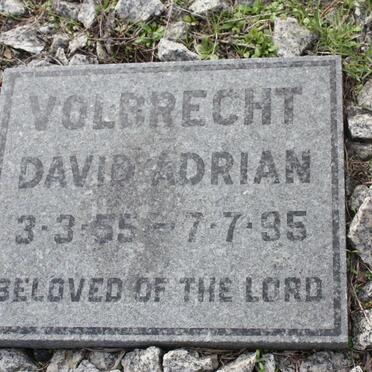 VOLBRECHT
DAVID ADRIAN
3·3·55 – 7·7·95
BELOVED OF THE LORD